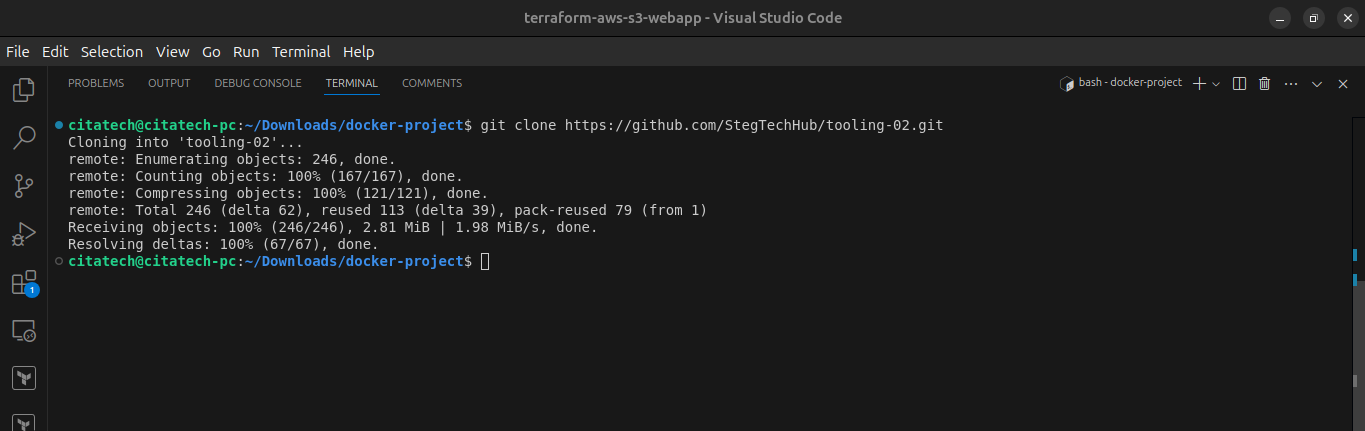 terraform-aws-s3-webapp - Visual Studio Code
File Edit Selection View Go Run Terminal Help
PROBLEMS OUTPUT DEBUG CONSOLE TERMINAL COMMENTS bash - docker-project
citatech@citatech-pc:~/Downloads/docker-project$ git clone https://github.com/StegTechHub/tooling-02.git
Cloning into 'tooling-02'...
remote: Enumerating objects: 246, done.
remote: Counting objects: 100% (167/167), done.
remote: Compressing objects: 100% (121/121), done.
remote: Total 246 (delta 62), reused 113 (delta 39), pack-reused 79 (from 1)
Receiving objects: 100% (246/246), 2.81 MiB | 1.98 MiB/s, done.
Resolving deltas: 100% (67/67), done.
citatech@citatech-pc:~/Downloads/docker-project$
1